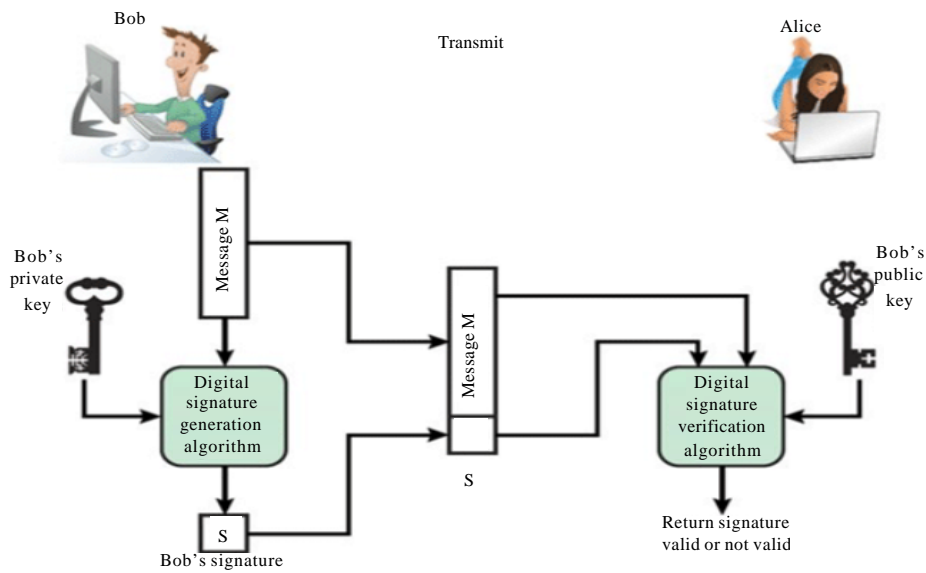 Bob
Transmit
Alice
Message M
Bob's
private
key
Message M
Bob's
public
key
Digital
signature
generation
algorithm
Digital
signature
verification
algorithm
S
S
Bob's signature
Return signature
valid or not valid